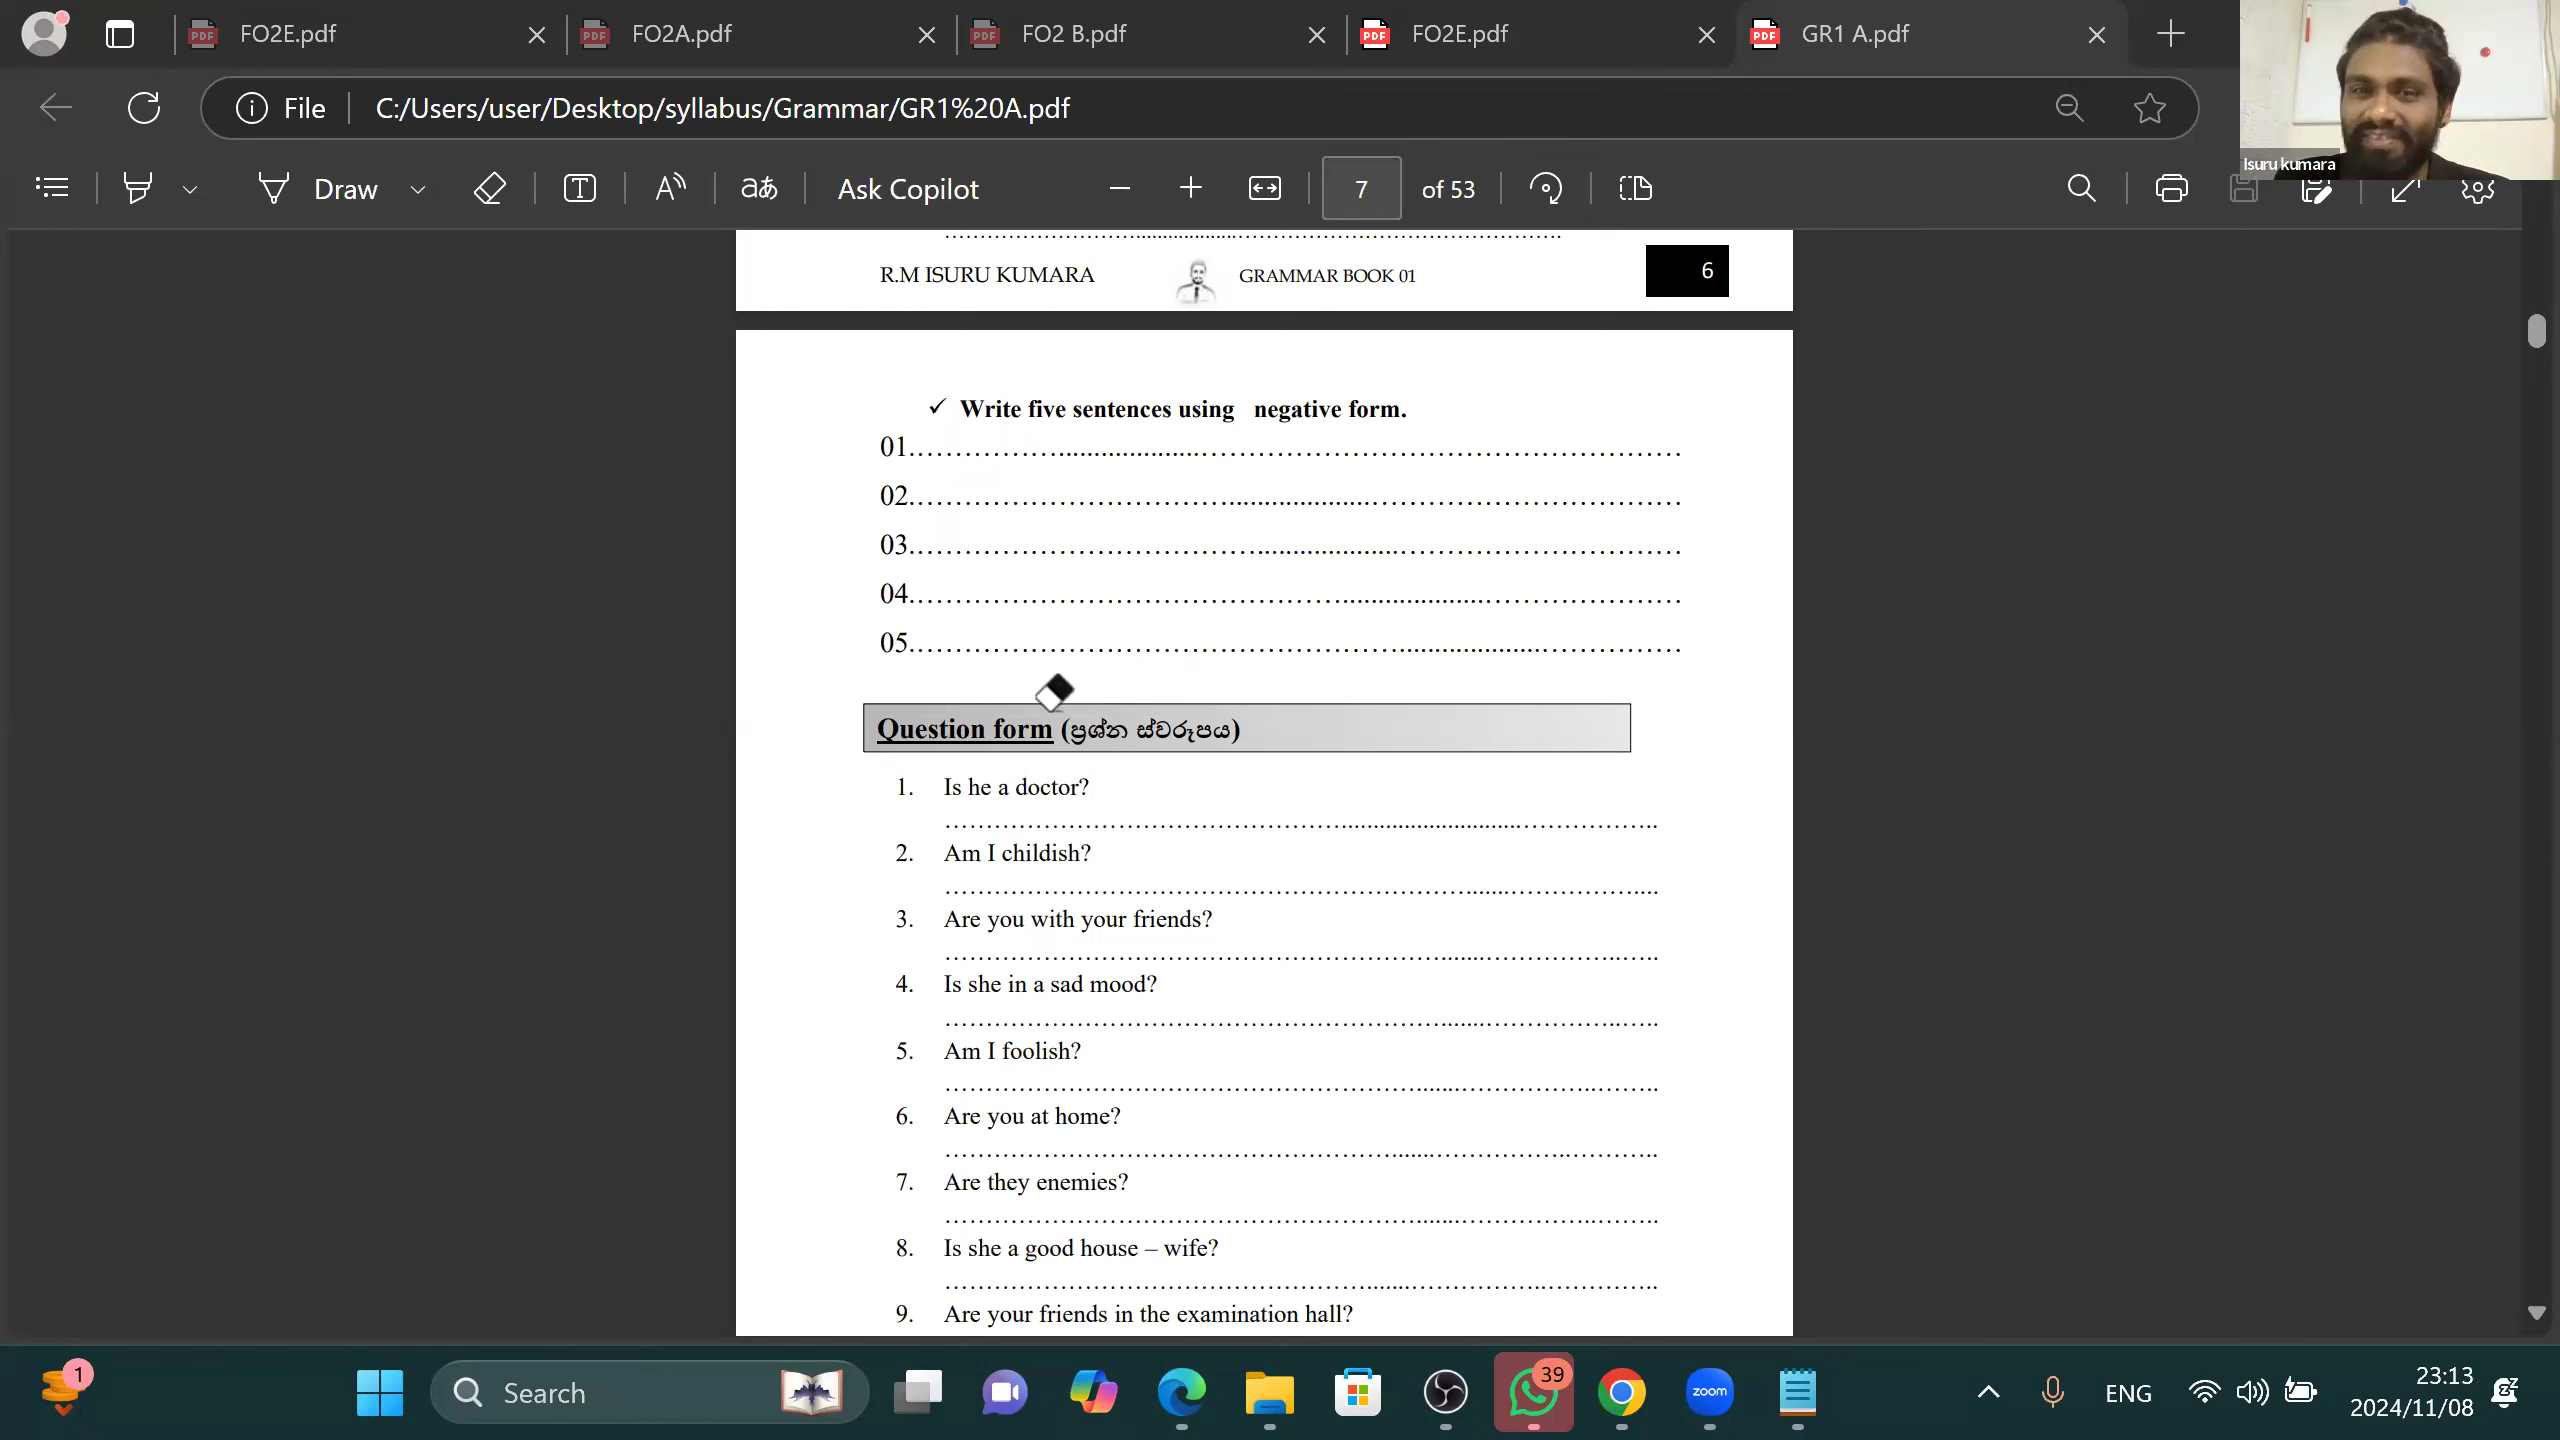 FO2E.pdf
FO2A.pdf
FO2 B.pdf
FO2E.pdf
GR1 A.pdf
File
C:/Users/user/Desktop/syllabus/Grammar/GR1%20A.pdf
Isuru kumara
Draw
aあ
Ask Copilot
7 of 53
R.M ISURU KUMARA
GRAMMAR BOOK 01
6
✓ Write five sentences using negative form.
01.………………………………………………………
02.………………………………………………………
03.………………………………………………………
04.………………………………………………………
05.………………………………………………………
Question form (ප්‍රශ්න ස්වරූපය)
1. Is he a doctor?
………………………………………………………
2. Am I childish?
………………………………………………………
3. Are you with your friends?
………………………………………………………
4. Is she in a sad mood?
………………………………………………………
5. Am I foolish?
………………………………………………………
6. Are you at home?
………………………………………………………
7. Are they enemies?
………………………………………………………
8. Is she a good house – wife?
………………………………………………………
9. Are your friends in the examination hall?
1
Search
39
zoom
ENG
23:13
2024/11/08